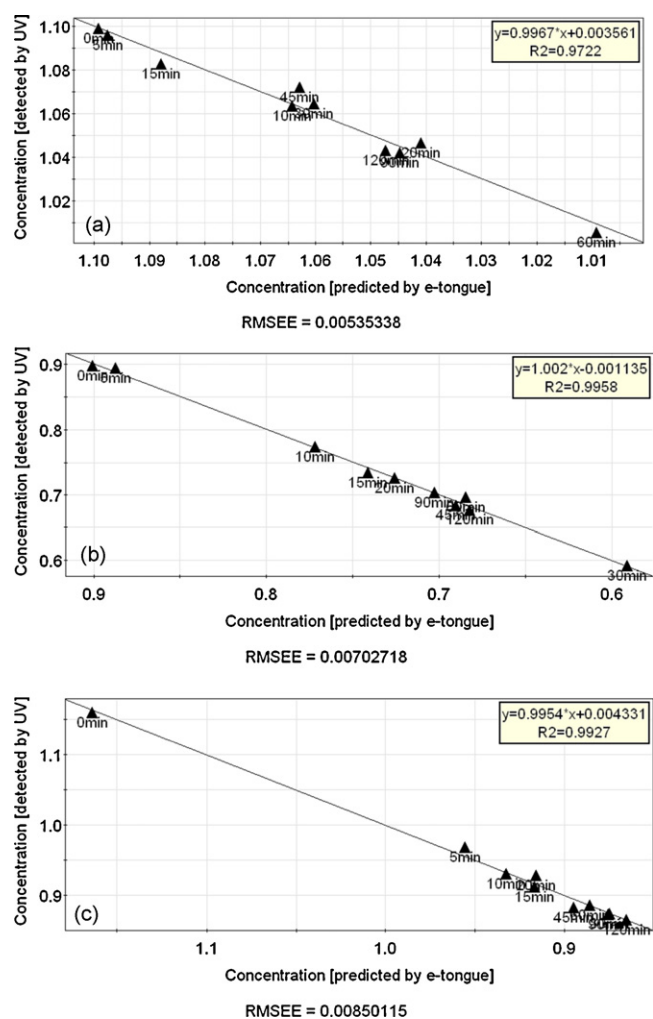 Concentration [detected by UV]
1.10
1.08
1.06
1.04
1.02
y=0.9967*x+0.003561
R2=0.9722
0min
5min
15min
45min
10min
30min
20min
120min
60min
(a)
1.10 1.09 1.08 1.07 1.06 1.05 1.04 1.03 1.02 1.01
Concentration [predicted by e-tongue]
RMSEE = 0.00535338
Concentration [detected by UV]
0.9
0.8
0.7
0.6
y=1.002*x-0.001135
R2=0.9958
0min
5min
10min
15min
20min
90min
45min
120min
30min
(b)
0.9 0.8 0.7 0.6
Concentration [predicted by e-tongue]
RMSEE = 0.00702718
Concentration [detected by UV]
1.1
1.0
0.9
y=0.9954*x+0.004331
R2=0.9927
0min
5min
10min
15min
45min
120min
(c)
1.1 1.0 0.9
Concentration [predicted by e-tongue]
RMSEE = 0.00850115